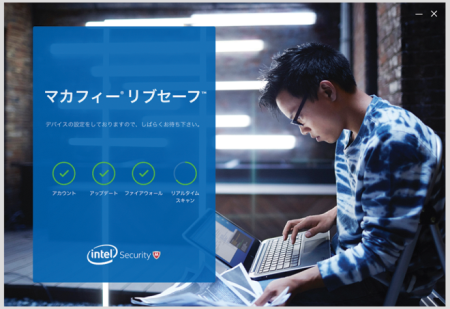 マカフィー® リブセーフ™
デバイスの設定をしておりますので、しばらくお待ち下さい。
アカウント
アップデート
ファイアウォール
リアルタイム
スキャン
intel Security